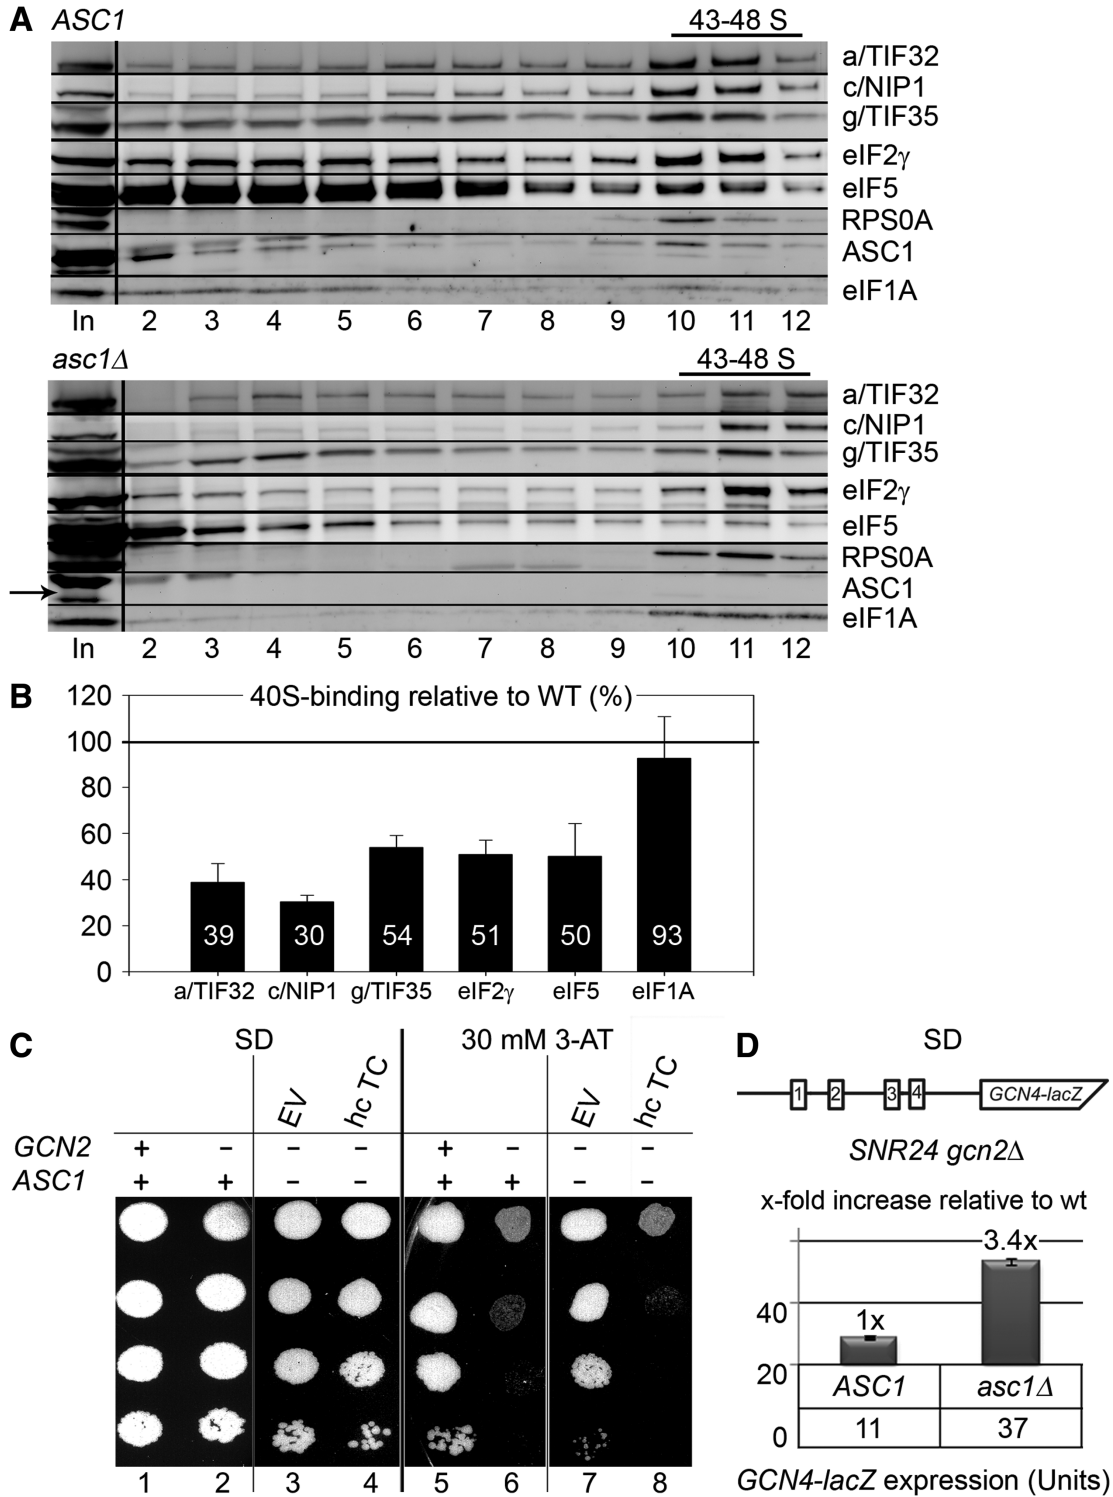 A ASC1 43-48 S
a/TIF32
c/NIP1
g/TIF35
eIF2γ
eIF5
RPS0A
ASC1
eIF1A
In 2 3 4 5 6 7 8 9 10 11 12
asc1Δ 43-48 S
a/TIF32
c/NIP1
g/TIF35
eIF2γ
eIF5
RPS0A
ASC1
eIF1A
In 2 3 4 5 6 7 8 9 10 11 12
B
40S-binding relative to WT (%)
120
100
80
60
40
20
0
39 30 54 51 50 93
a/TIF32 c/NIP1 g/TIF35 eIF2γ eIF5 eIF1A
C
SD 30 mM 3-AT
EV hc TC EV hc TC
GCN2 + – – – + – – –
ASC1 + + – – + + – –
1 2 3 4 5 6 7 8
D
SD
1 2 3 4 GCN4-lacZ
SNR24 gcn2Δ
x-fold increase relative to wt
3.4x
40
1x
20
ASC1 asc1Δ
0
11 37
GCN4-lacZ expression (Units)